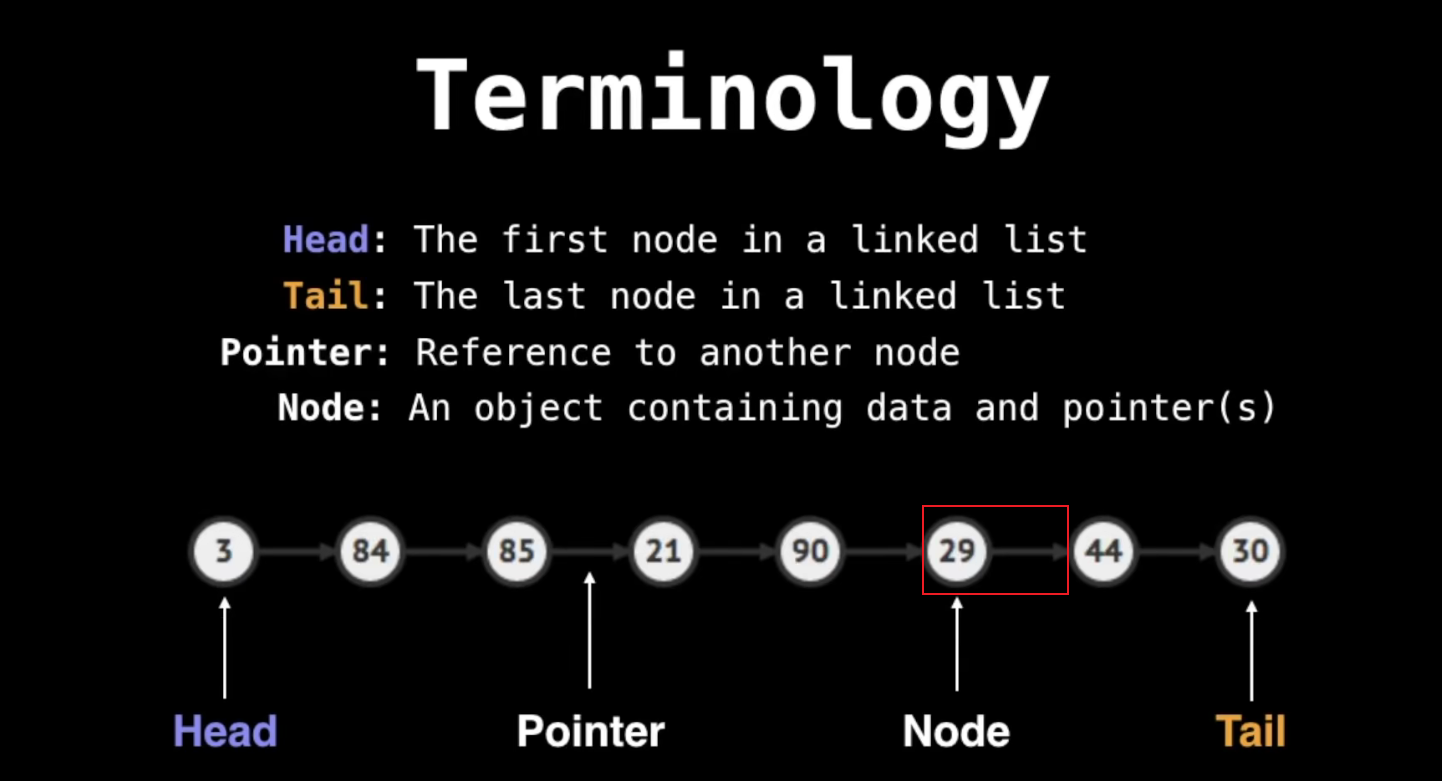 Terminology
Head: The first node in a linked list
Tail: The last node in a linked list
Pointer: Reference to another node
Node: An object containing data and pointer(s)
3 84 85 21 90 29 44 30
Head Pointer Node Tail